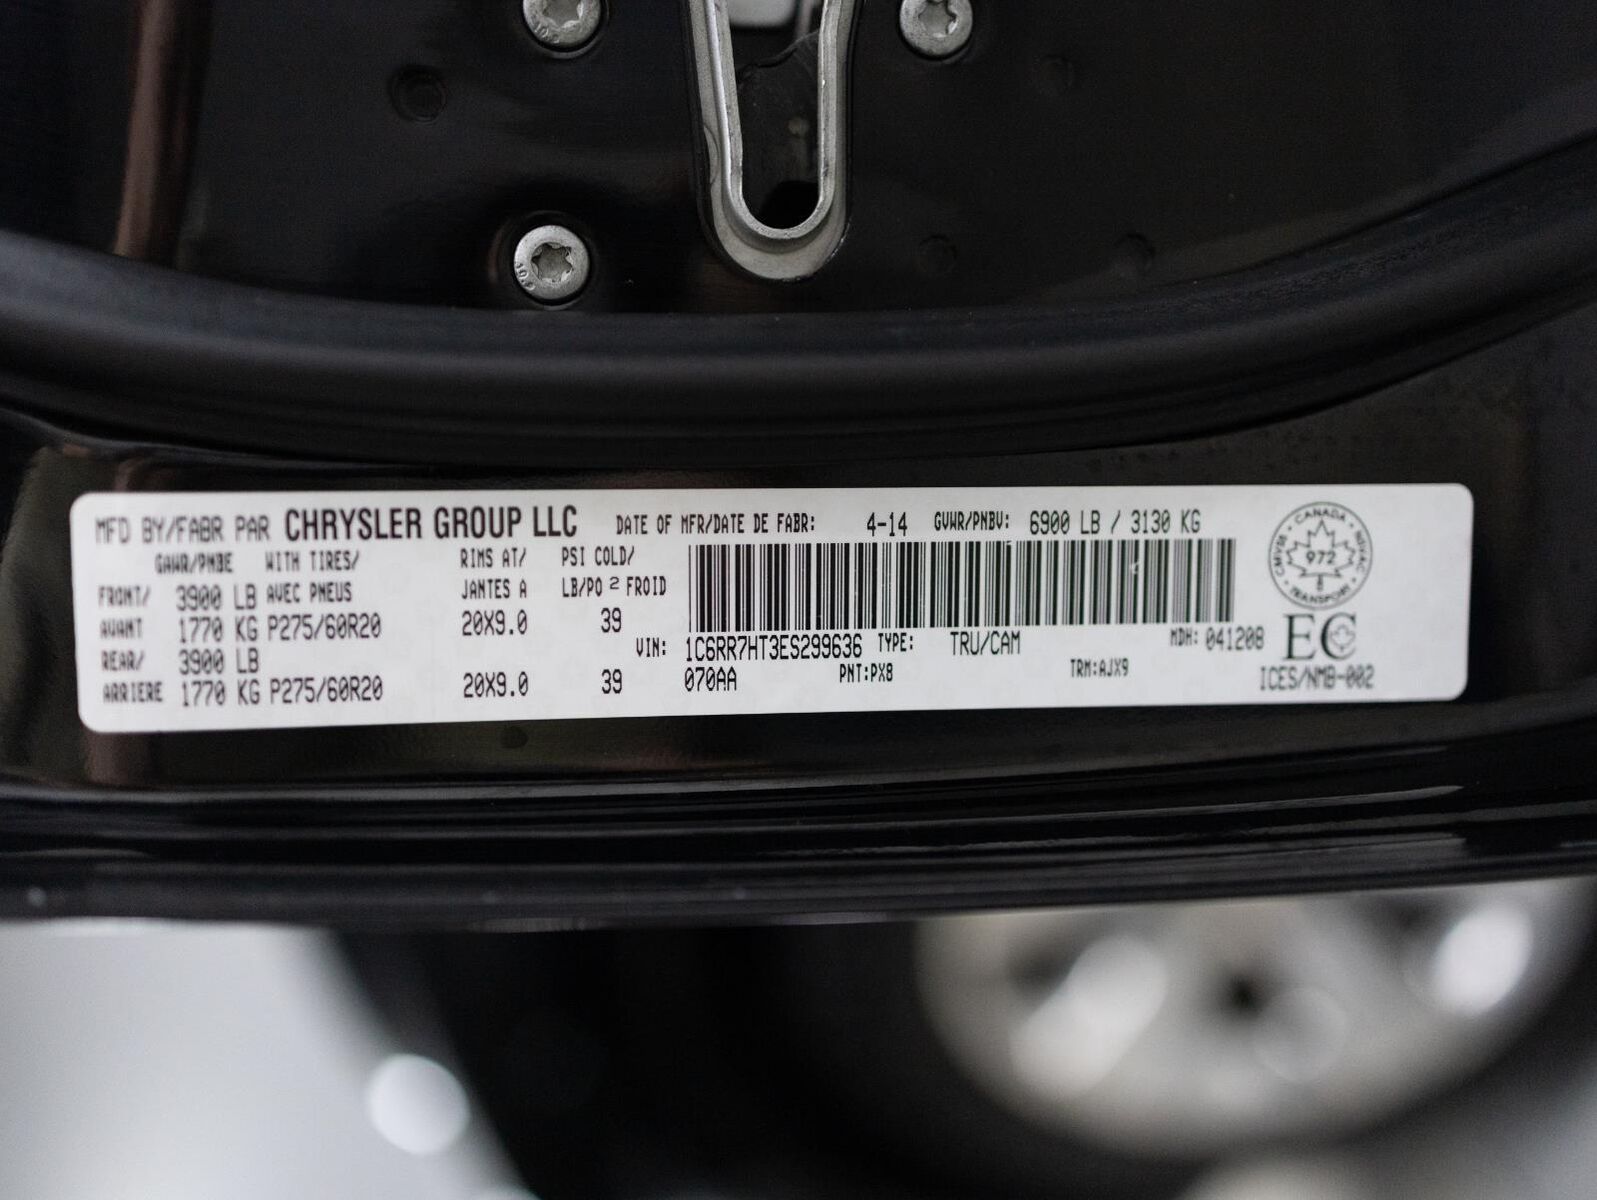 MFD BY/FABR PAR CHRYSLER GROUP LLC DATE OF MFR/DATE DE FABR: 4-14 GVWR/PNBV: 6900 LB / 3130 KG
GAWR/PNBE WITH TIRES/ RIMS AT/ PSI COLD/
FRONT/ 3900 LB AVEC PNEUS JANTES A LB/PO 2 FROID
AVANT 1770 KG P275/60R20 20X9.0 39
REAR/ 3900 LB VIN: 1C6RR7HT3ES299636 TYPE: TRU/CAM MDH: 041208
ARRIERE 1770 KG P275/60R20 20X9.0 39 070AA PNT:PX8 TRM:AJX9
CANADA
CMVSS NSVAC
972
TRANSPORT
EC
ICES/NMB-002
10.9